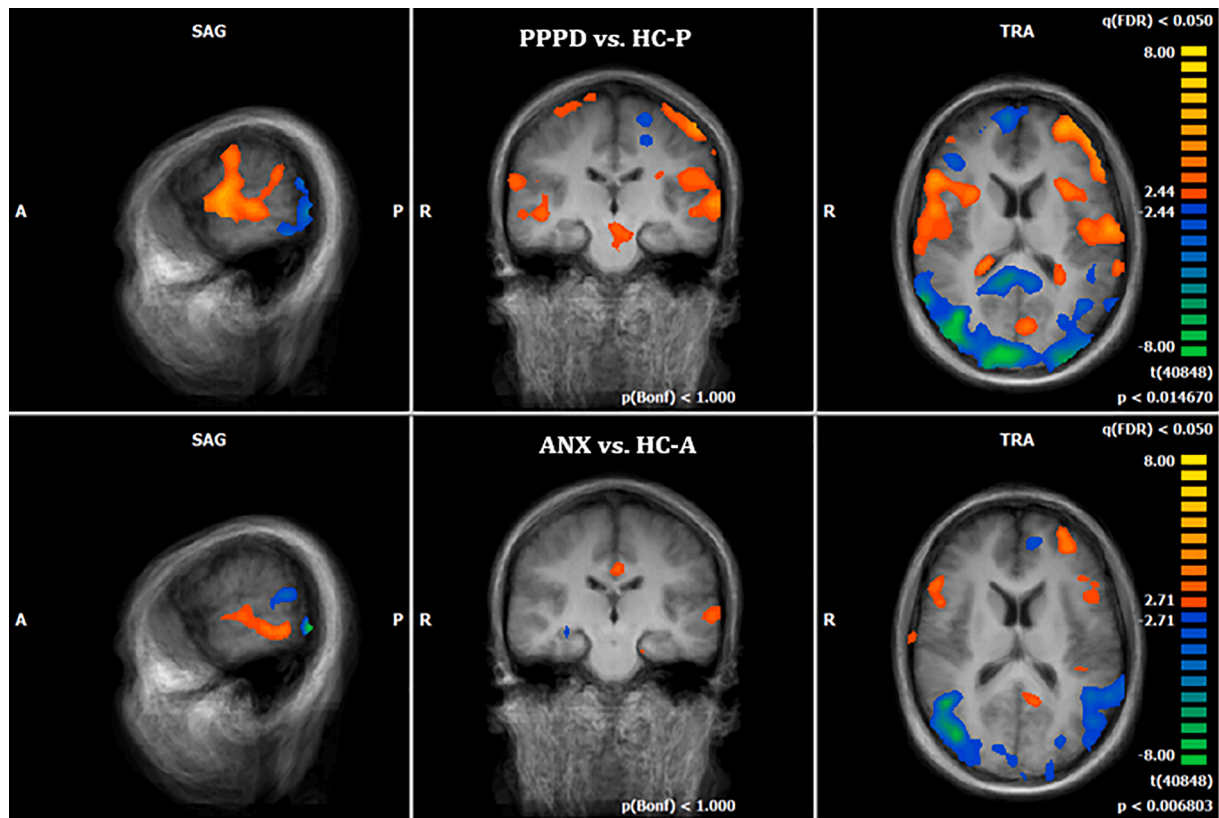 SAG
PPPD vs. HC-P
TRA
q(FDR) < 0.050
8.00
A
P
R
R
2.44
-2.44
-8.00
t(40848)
p(Bonf) < 1.000
p < 0.014670
SAG
ANX vs. HC-A
TRA
q(FDR) < 0.050
8.00
A
P
R
R
2.71
-2.71
-8.00
t(40848)
p(Bonf) < 1.000
p < 0.006803